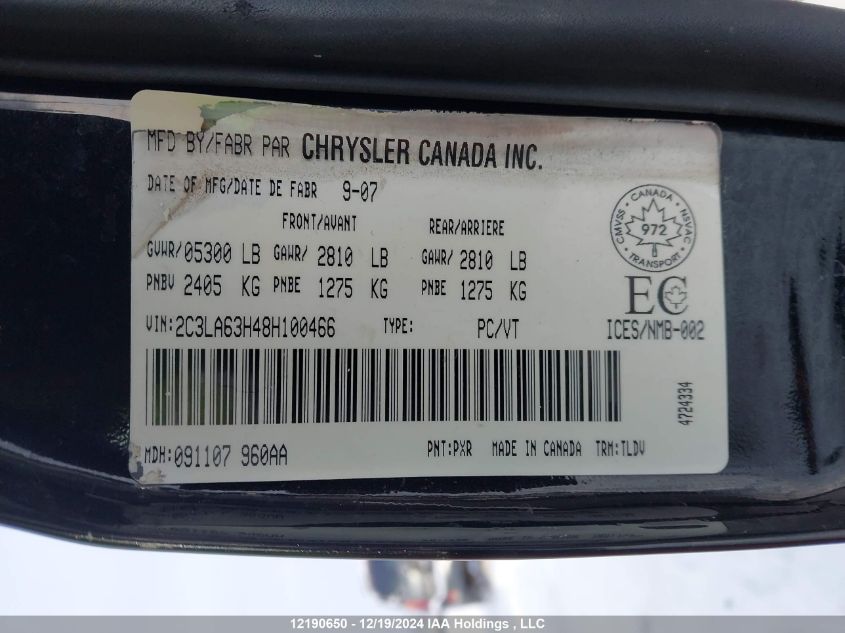 MFD BY/FABR PAR CHRYSLER CANADA INC.
DATE OF MFG/DATE DE FABR 9-07
FRONT/AVANT REAR/ARRIERE
GVWR/05300 LB GAWR/ 2810 LB GAWR/ 2810 LB
PNBV 2405 KG PNBE 1275 KG PNBE 1275 KG
VIN:2C3LA63H48H100466 TYPE: PC/VT
CANADA
CMVSS 972 NSVAC
TRANSPORT
EC
ICES/NMB-002
4724334
MDH:091107 960AA PNT:PXR MADE IN CANADA TRM:TLDV
12190650 - 12/19/2024 IAA Holdings , LLC